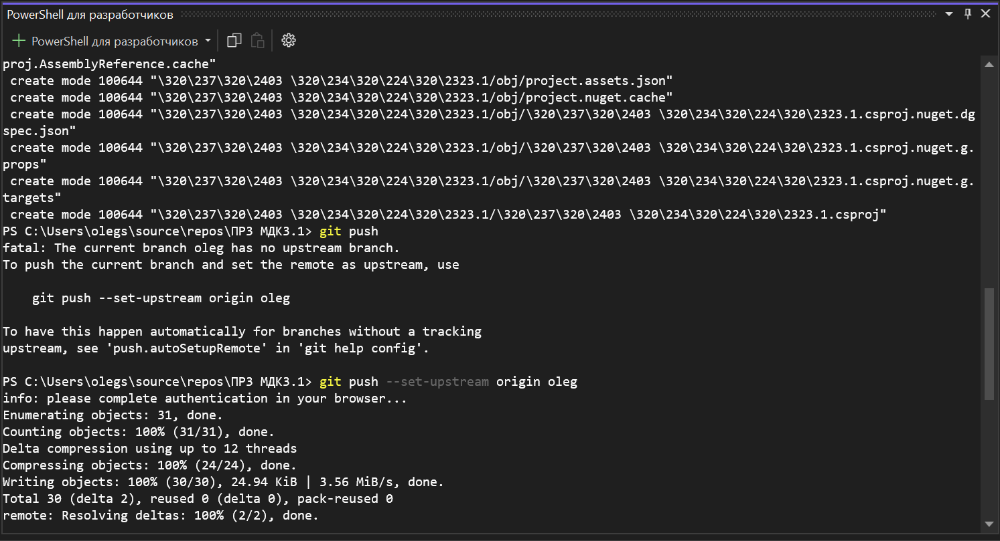 PowerShell для разработчиков
PowerShell для разработчиков
proj.AssemblyReference.cache"
 create mode 100644 "\320\237\320\2403 \320\234\320\224\320\2323.1/obj/project.assets.json"
 create mode 100644 "\320\237\320\2403 \320\234\320\224\320\2323.1/obj/project.nuget.cache"
 create mode 100644 "\320\237\320\2403 \320\234\320\224\320\2323.1/obj/\320\237\320\2403 \320\234\320\224\320\2323.1.csproj.nuget.dg
spec.json"
 create mode 100644 "\320\237\320\2403 \320\234\320\224\320\2323.1/obj/\320\237\320\2403 \320\234\320\224\320\2323.1.csproj.nuget.g.
props"
 create mode 100644 "\320\237\320\2403 \320\234\320\224\320\2323.1/obj/\320\237\320\2403 \320\234\320\224\320\2323.1.csproj.nuget.g.
targets"
 create mode 100644 "\320\237\320\2403 \320\234\320\224\320\2323.1/\320\237\320\2403 \320\234\320\224\320\2323.1.csproj"
PS C:\Users\olegs\source\repos\ПР3 МДК3.1> git push
fatal: The current branch oleg has no upstream branch.
To push the current branch and set the remote as upstream, use
    git push --set-upstream origin oleg
To have this happen automatically for branches without a tracking
upstream, see 'push.autoSetupRemote' in 'git help config'.
PS C:\Users\olegs\source\repos\ПР3 МДК3.1> git push --set-upstream origin oleg
info: please complete authentication in your browser...
Enumerating objects: 31, done.
Counting objects: 100% (31/31), done.
Delta compression using up to 12 threads
Compressing objects: 100% (24/24), done.
Writing objects: 100% (30/30), 24.94 KiB | 3.56 MiB/s, done.
Total 30 (delta 2), reused 0 (delta 0), pack-reused 0
remote: Resolving deltas: 100% (2/2), done.